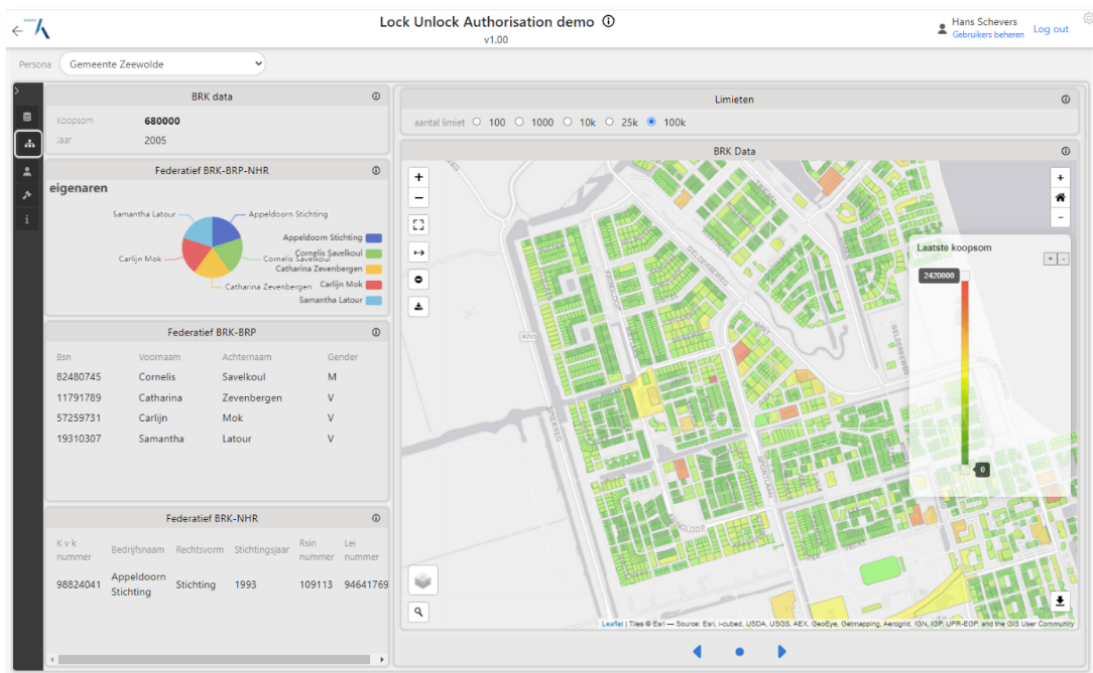 Lock Unlock Authorisation demo
v1.00
Hans Schevers
Gebruikers beheren
Log out
Persona
Gemeente Zeewolde
BRK data
Koopsom 680000
Jaar 2005
Federatief BRK-BRP-NHR
eigenaren
Samantha Latour
Appeldoorn Stichting
Carlijn Mok
Cornelis Savelkoul
Catharina Zevenbergen
Appeldoorn Stichting
Cornelis Savelkoul
Catharina Zevenbergen
Carlijn Mok
Samantha Latour
Federatief BRK-BRP
Bsn Voornaam Achternaam Gender
82480745 Cornelis Savelkoul M
11791789 Catharina Zevenbergen V
57259731 Carlijn Mok V
19310307 Samantha Latour V
Federatief BRK-NHR
K v k nummer Bedrijfsnaam Rechtsvorm Stichtingsjaar Rsin nummer Lei nummer
98824041 Appeldoorn Stichting Stichting 1993 109113 94641769
Limieten
aantal limiet 100 1000 10k 25k 100k
BRK Data
Laatste koopsom
+ -
2420000
0
Leaflet | Tiles © Esri — Source: Esri, i-cubed, USDA, USGS, AEX, GeoEye, Getmapping, Aerogrid, IGN, IGP, UPR-EGP, and the GIS User Community